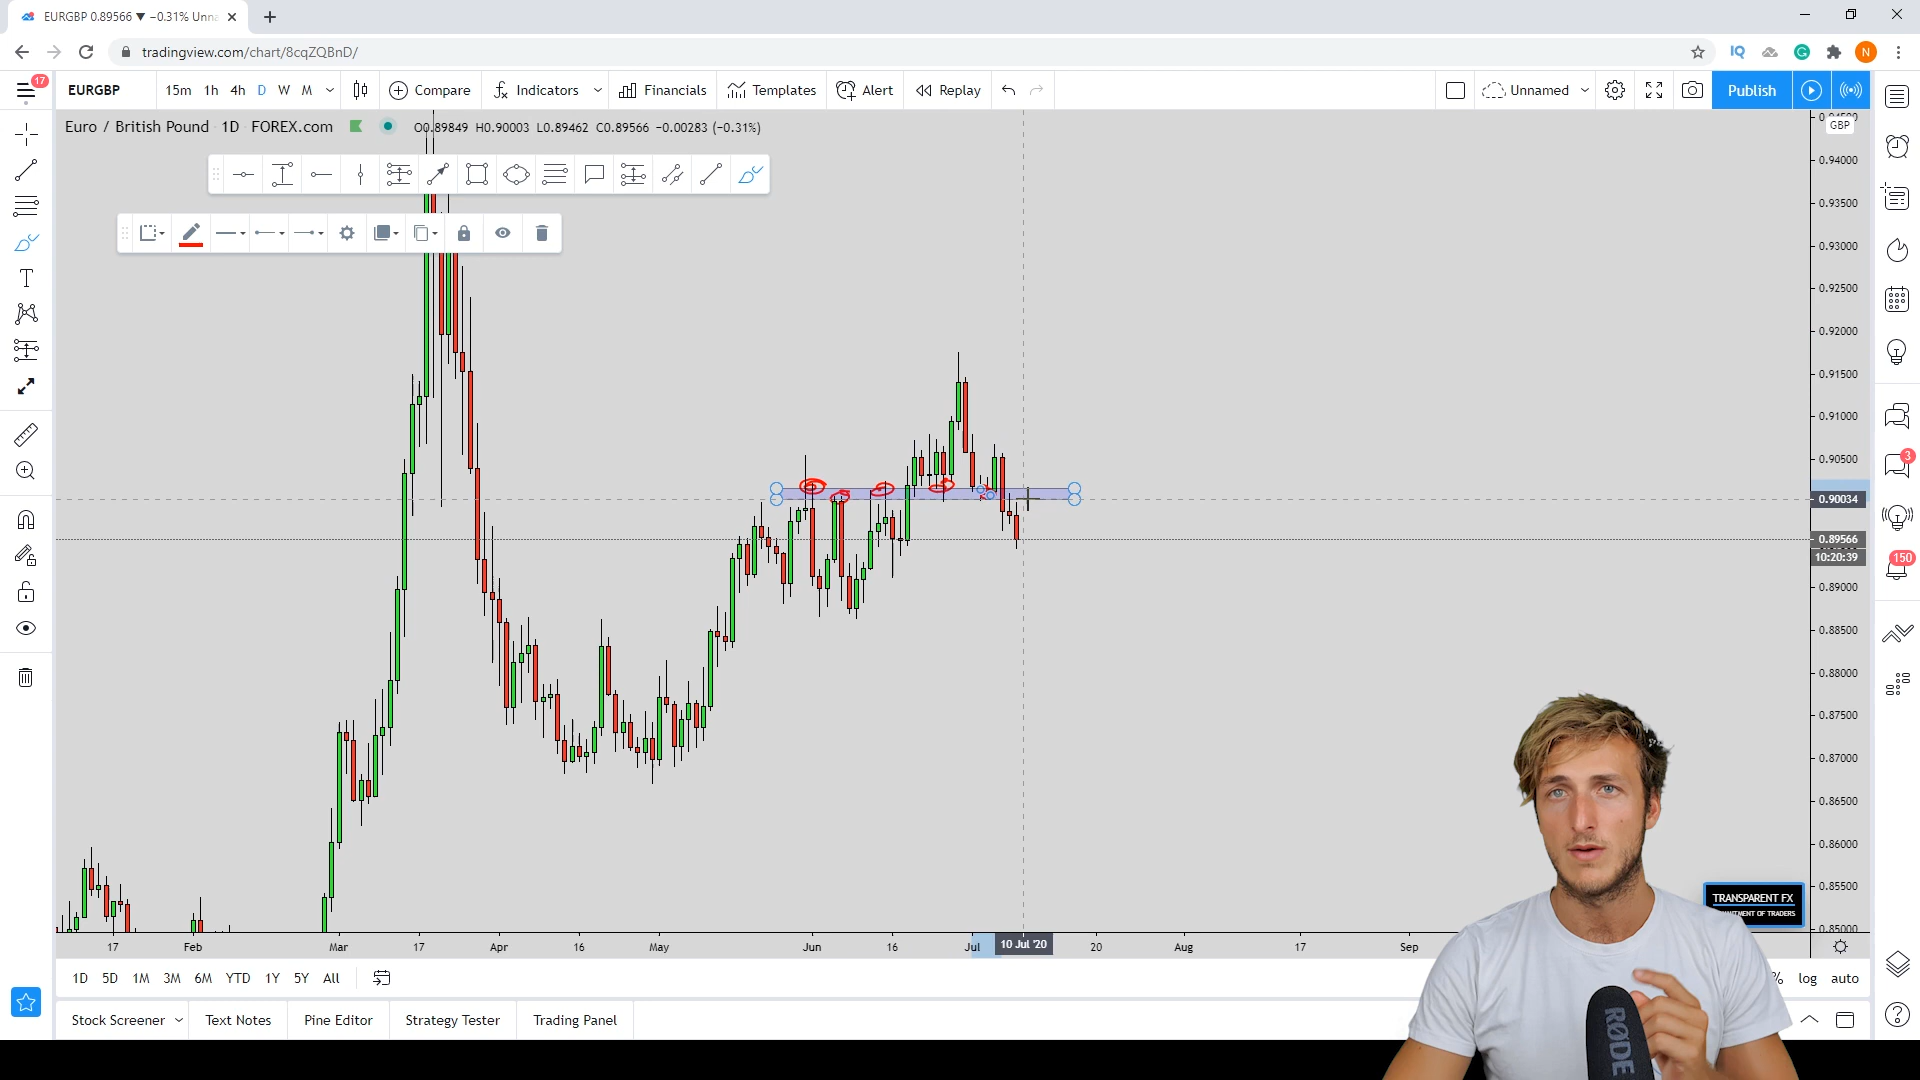 EURGBP 0.89566 ▼ −0.31% Unna
tradingview.com/chart/8cqZQBnD/
IQ
G
N
17
EURGBP
15m 1h 4h D W M
Compare
Indicators
Financials
Templates
Alert
Replay
Unnamed
Publish
Euro / British Pound 1D FOREX.com O0.89849 H0.90003 L0.89462 C0.89566 −0.00283 (−0.31%)
GBP
0.94000
0.93500
0.93000
0.92500
0.92000
0.91500
0.91000
0.90500
0.90034
0.89566
10:20:39
0.89000
0.88500
0.88000
0.87500
0.87000
0.86500
0.86000
0.85500
0.85000
3
150
TRANSPARENT FX
TMENT OF TRADERS
17 Feb Mar 17 Apr 16 May Jun 16 Jul 10 Jul '20 20 Aug 17 Sep
1D 5D 1M 3M 6M YTD 1Y 5Y All
% log auto
Stock Screener Text Notes Pine Editor Strategy Tester Trading Panel
RØDE